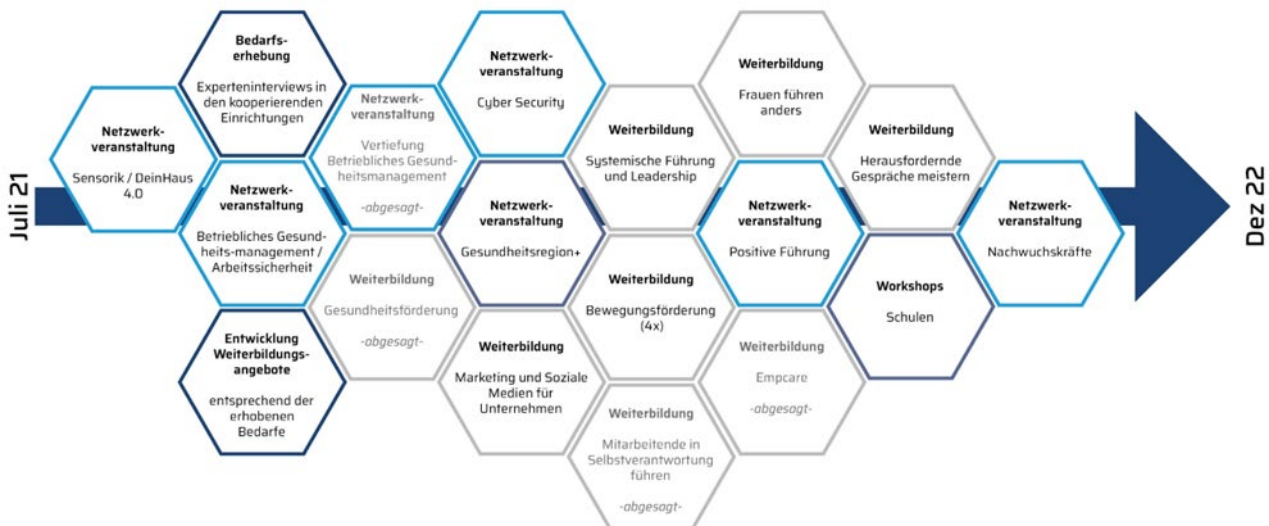 Juli 21
Netzwerk-
veranstaltung
Sensorik / DeinHaus
4.0
Bedarfs-
erhebung
Experteninterviews in
den kooperierenden
Einrichtungen
Netzwerk-
veranstaltung
Betriebliches Gesund-
heits-management /
Arbeitssicherheit
Entwicklung
Weiterbildungs-
angebote
entsprechend der
erhobenen
Bedarfe
Netzwerk-
veranstaltung
Vertiefung
Betriebliches Gesund-
heitsmanagement
-abgesagt-
Weiterbildung
Gesundheitsförderung
-abgesagt-
Netzwerk-
veranstaltung
Cyber Security
Netzwerk-
veranstaltung
Gesundheitsregion+
Weiterbildung
Marketing und Soziale
Medien für
Unternehmen
Weiterbildung
Systemische Führung
und Leadership
Weiterbildung
Bewegungsförderung
(4x)
Weiterbildung
Mitarbeitende in
Selbstverantwortung
führen
-abgesagt-
Weiterbildung
Frauen führen
anders
Netzwerk-
veranstaltung
Positive Führung
Weiterbildung
Empcare
-abgesagt-
Weiterbildung
Herausfordernde
Gespräche meistern
Workshops
Schulen
Netzwerk-
veranstaltung
Nachwuchskräfte
Dez 22